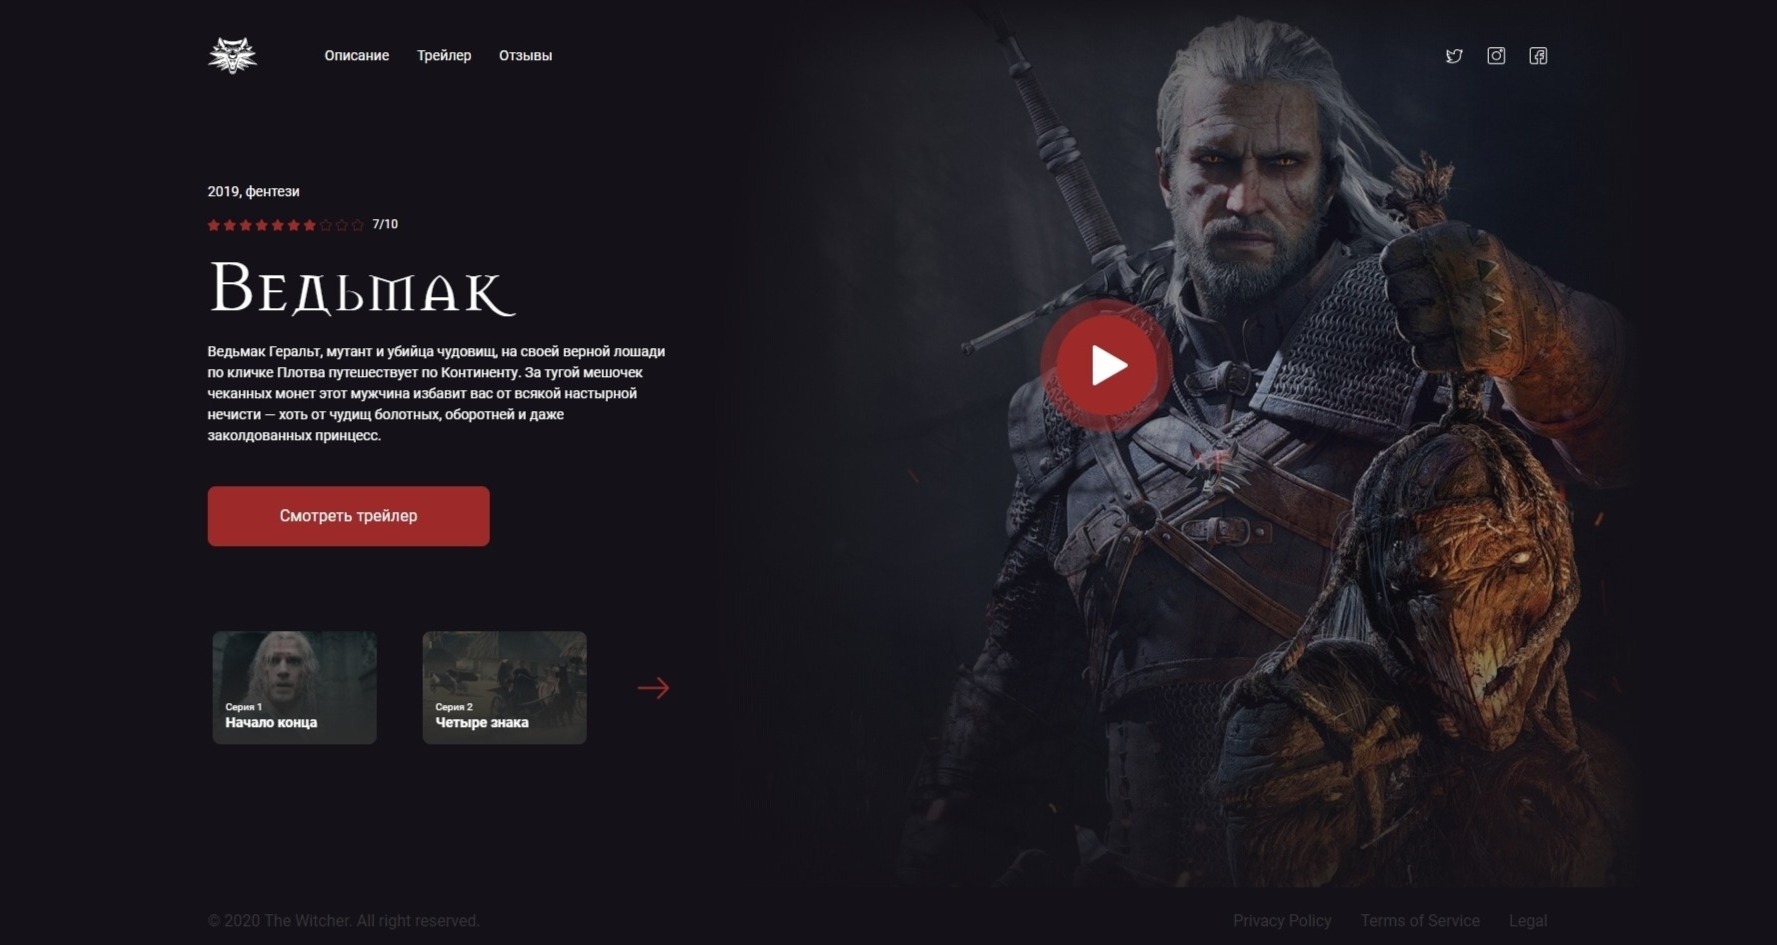 Описание Трейлер Отзывы
2019, фентези
7/10
Ведьмак
Ведьмак Геральт, мутант и убийца чудовищ, на своей верной лошади
по кличке Плотва путешествует по Континенту. За тугой мешочек
чеканных монет этот мужчина избавит вас от всякой настырной
нечисти — хоть от чудищ болотных, оборотней и даже
заколдованных принцесс.
Смотреть трейлер
Серия 1
Начало конца
Серия 2
Четыре знака
© 2020 The Witcher. All right reserved.
Privacy Policy Terms of Service Legal